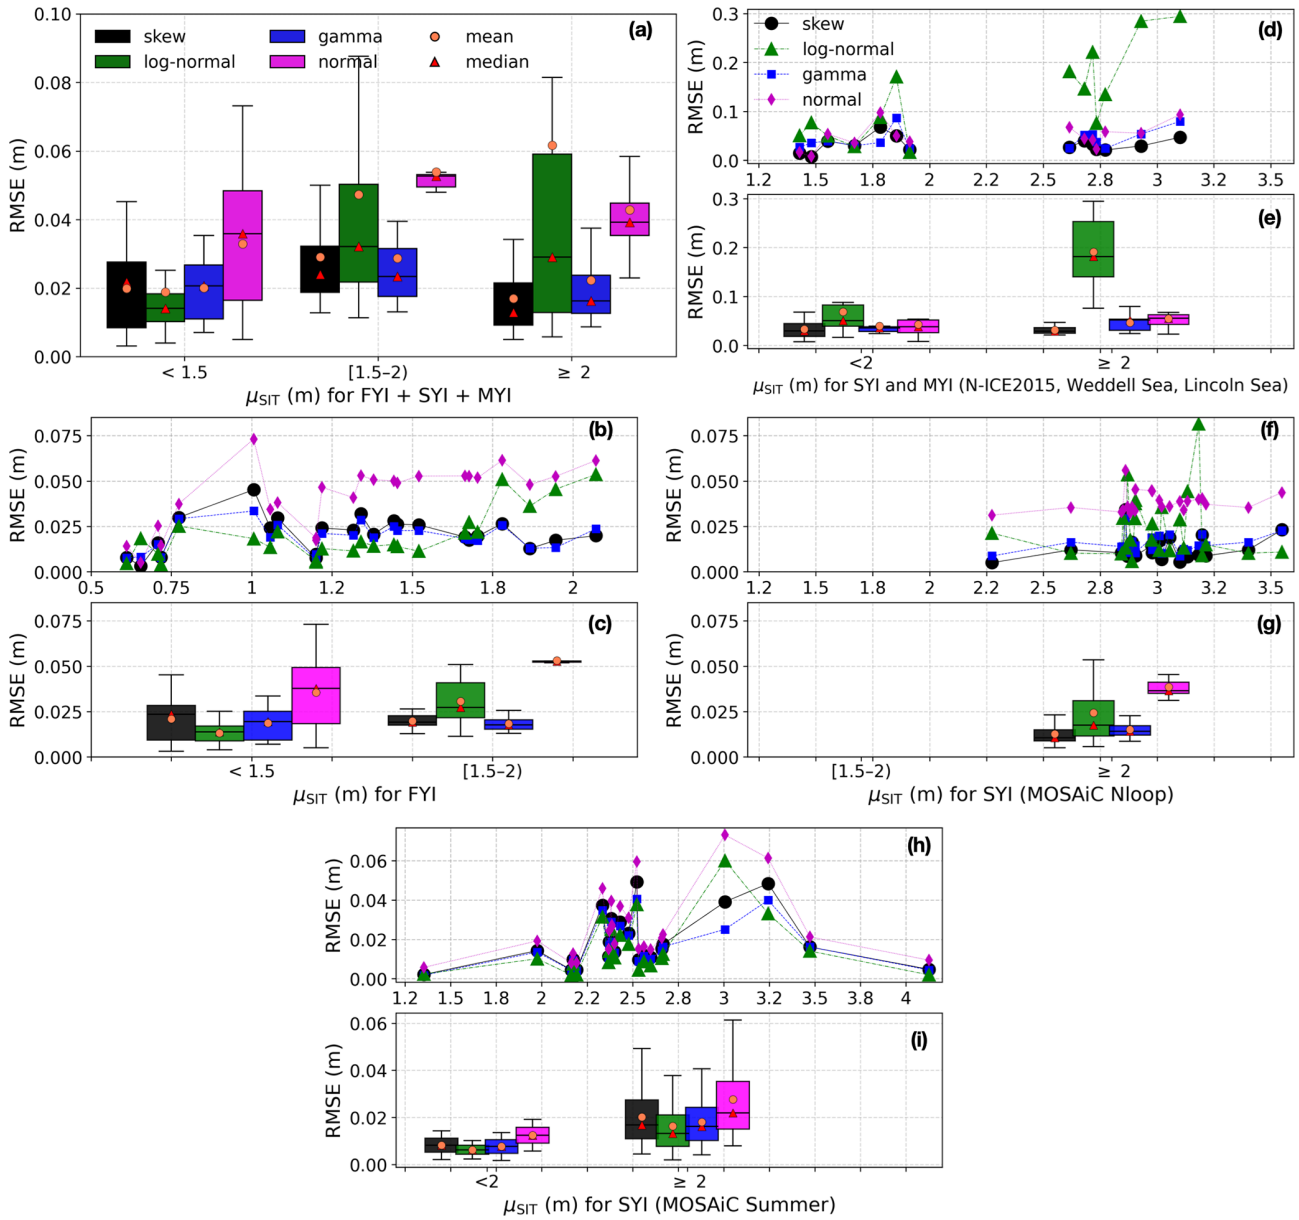 (a)
skew
log-normal
gamma
normal
mean
median
RMSE (m)
0.10
0.08
0.06
0.04
0.02
0.00
< 1.5
[1.5–2)
≥ 2
μSIT (m) for FYI + SYI + MYI
(d)
skew
log-normal
gamma
normal
RMSE (m)
0.3
0.2
0.1
0.0
1.2 1.5 1.8 2 2.2 2.5 2.8 3 3.2 3.5
(e)
RMSE (m)
0.3
0.2
0.1
0.0
<2
≥ 2
μSIT (m) for SYI and MYI (N-ICE2015, Weddell Sea, Lincoln Sea)
(b)
RMSE (m)
0.075
0.050
0.025
0.000
0.5 0.75 1 1.2 1.5 1.8 2
(c)
RMSE (m)
0.075
0.050
0.025
0.000
< 1.5
[1.5–2)
μSIT (m) for FYI
(f)
RMSE (m)
0.075
0.050
0.025
0.000
1.2 1.5 1.8 2 2.2 2.5 2.8 3 3.2 3.5
(g)
RMSE (m)
0.075
0.050
0.025
0.000
[1.5–2)
≥ 2
μSIT (m) for SYI (MOSAiC Nloop)
(h)
RMSE (m)
0.06
0.04
0.02
0.00
1.2 1.5 1.8 2 2.2 2.5 2.8 3 3.2 3.5 3.8 4
(i)
RMSE (m)
0.06
0.04
0.02
0.00
<2
≥ 2
μSIT (m) for SYI (MOSAiC Summer)